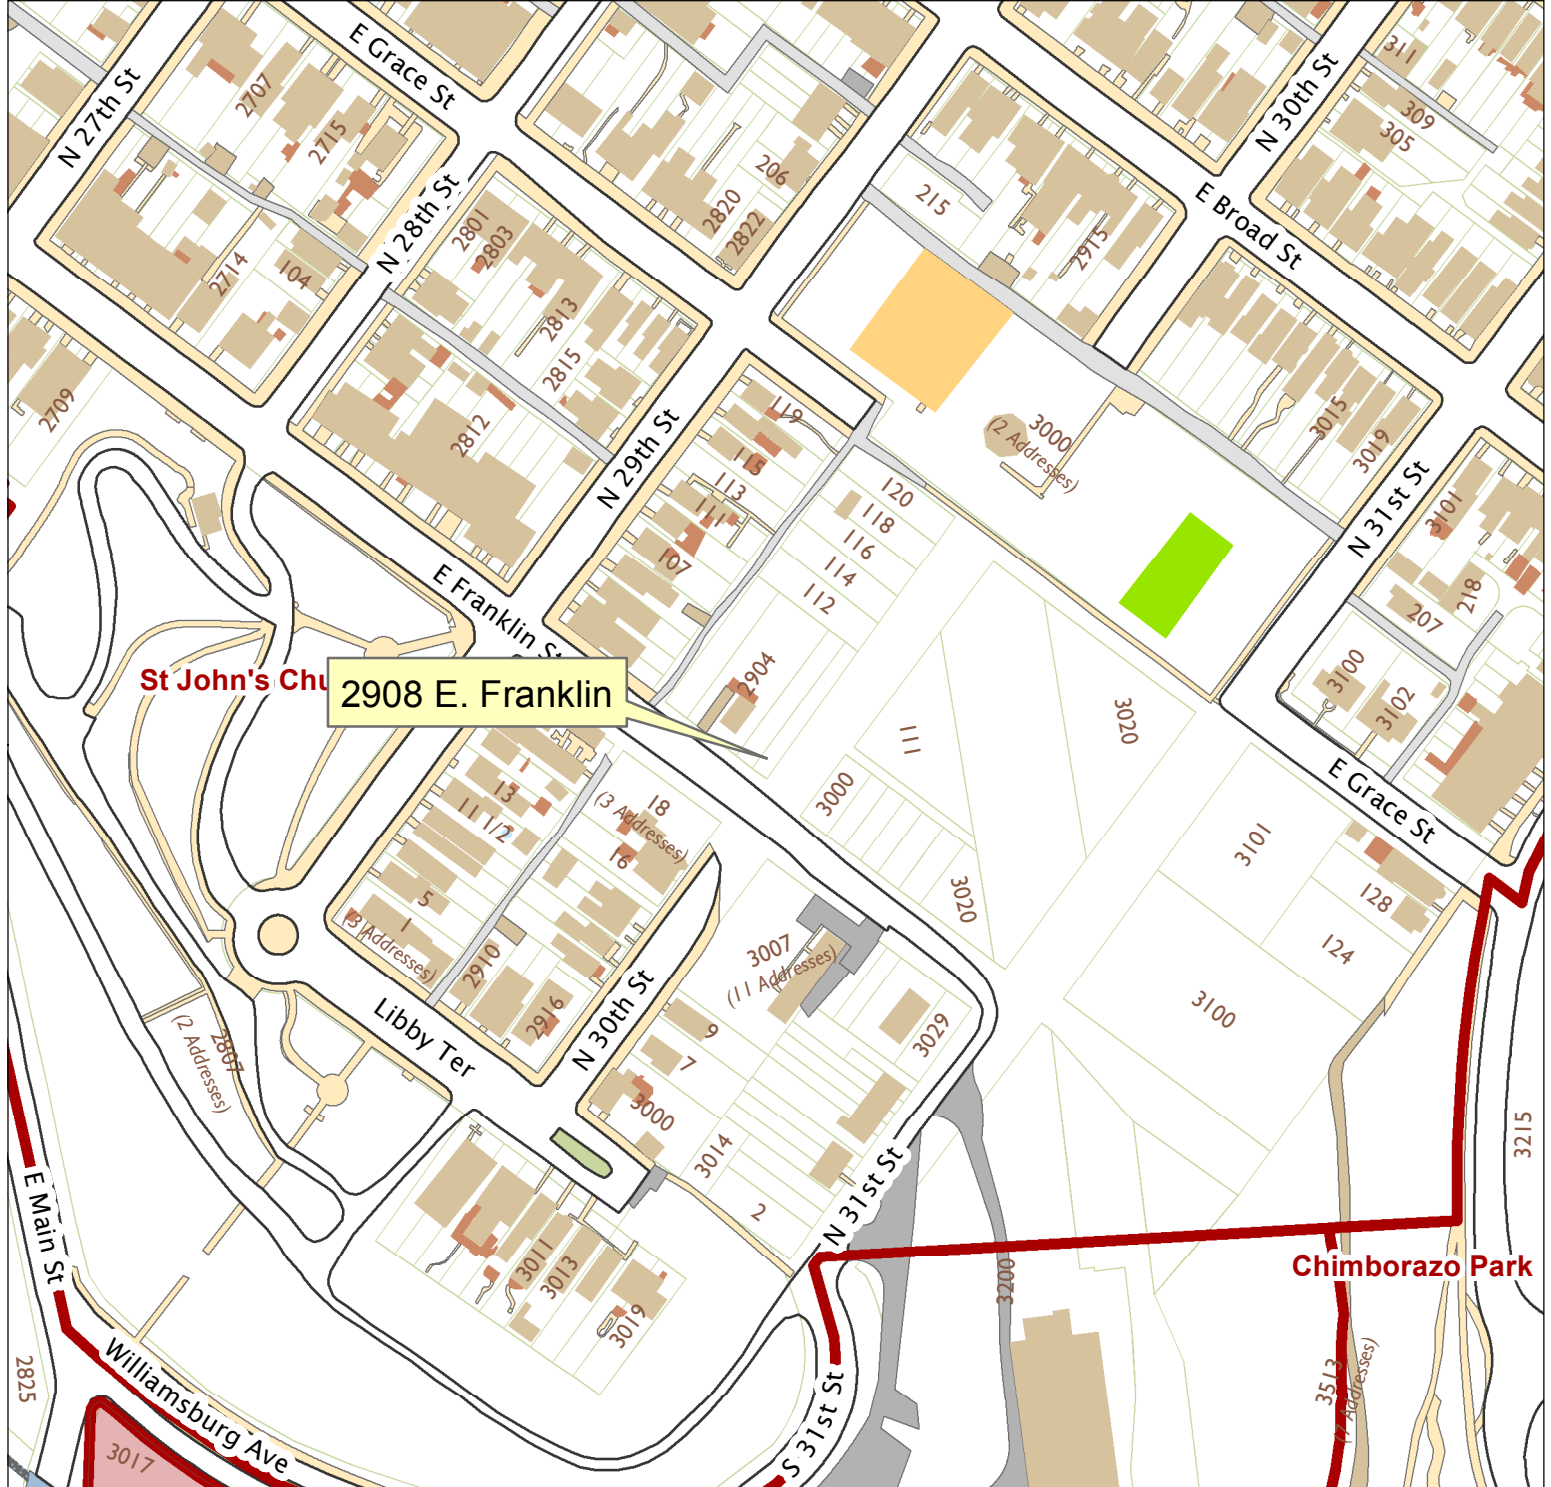 E Grace St
N 27th St
2707
2715
206
2820
2822
215
2915
N 30th St
311
309
305
E Broad St
N 28th St
2801
2803
2813
2815
2714
104
2709
2812
N 29th St
119
115
113
111
107
3000
(2 Addresses)
3015
3019
N 31st St
3101
218
207
3100
3102
120
118
116
114
112
E Franklin St
2904
St John's Chu
2908 E. Franklin
111
3020
3000
3020
E Grace St
3101
128
124
3100
13
11 1/2
5
1
(3 Addresses)
18
(3 Addresses)
16
2910
2916
Libby Ter
N 30th St
3007
(11 Addresses)
3029
9
7
3000
3014
2
2807
(2 Addresses)
3011
3013
3019
N 31st St
3200
3215
Chimborazo Park
3513
(7 Addresses)
E Main St
2825
Williamsburg Ave
3017
S 31st St